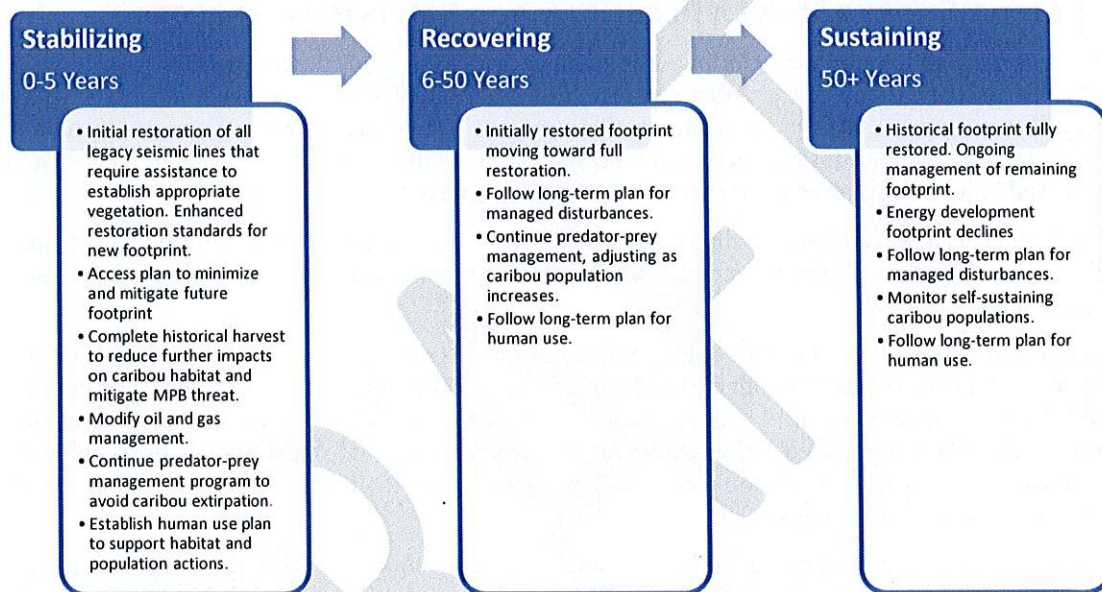 Stabilizing
0-5 Years
• Initial restoration of all
legacy seismic lines that
require assistance to
establish appropriate
vegetation. Enhanced
restoration standards for
new footprint.
• Access plan to minimize
and mitigate future
footprint
• Complete historical harvest
to reduce further impacts
on caribou habitat and
mitigate MPB threat.
• Modify oil and gas
management.
• Continue predator-prey
management program to
avoid caribou extirpation.
• Establish human use plan
to support habitat and
population actions.
Recovering
6-50 Years
• Initially restored footprint
moving toward full
restoration.
• Follow long-term plan for
managed disturbances.
• Continue predator-prey
management, adjusting as
caribou population
increases.
• Follow long-term plan for
human use.
Sustaining
50+ Years
• Historical footprint fully
restored. Ongoing
management of remaining
footprint.
• Energy development
footprint declines
• Follow long-term plan for
managed disturbances.
• Monitor self-sustaining
caribou populations.
• Follow long-term plan for
human use.